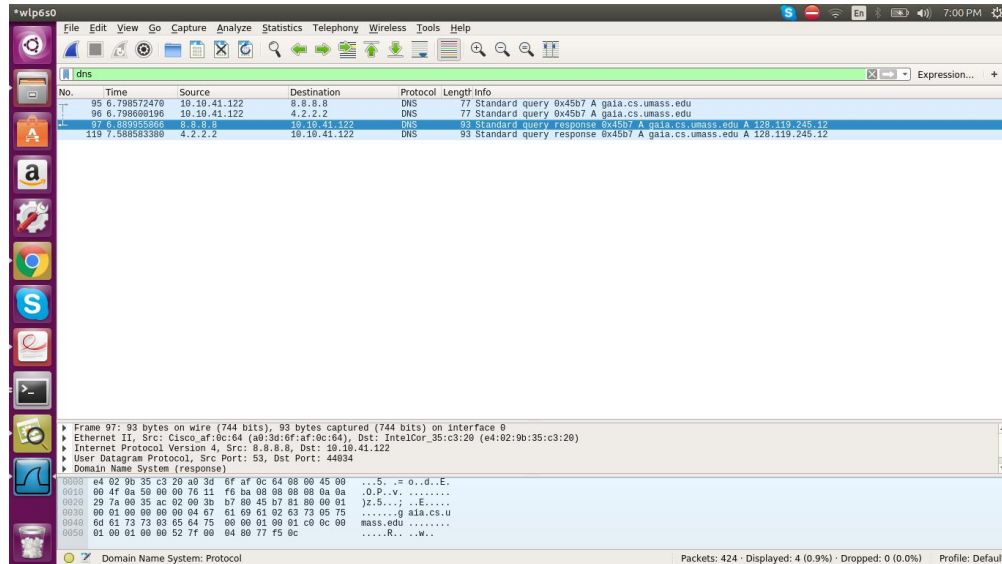 *wlp6s0
En
7:00 PM
File Edit View Go Capture Analyze Statistics Telephony Wireless Tools Help
dns
Expression... +
No. Time Source Destination Protocol Length Info
95 6.798572470 10.10.41.122 8.8.8.8 DNS 77 Standard query 0x45b7 A gaia.cs.umass.edu
96 6.798600196 10.10.41.122 4.2.2.2 DNS 77 Standard query 0x45b7 A gaia.cs.umass.edu
97 6.889955866 8.8.8.8 10.10.41.122 DNS 93 Standard query response 0x45b7 A gaia.cs.umass.edu A 128.119.245.12
119 7.588583380 4.2.2.2 10.10.41.122 DNS 93 Standard query response 0x45b7 A gaia.cs.umass.edu A 128.119.245.12
Frame 97: 93 bytes on wire (744 bits), 93 bytes captured (744 bits) on interface 0
Ethernet II, Src: Cisco_af:0c:64 (a0:3d:6f:af:0c:64), Dst: IntelCor_35:c3:20 (e4:02:9b:35:c3:20)
Internet Protocol Version 4, Src: 8.8.8.8, Dst: 10.10.41.122
User Datagram Protocol, Src Port: 53, Dst Port: 44034
Domain Name System (response)
0000 e4 02 9b 35 c3 20 a0 3d 6f af 0c 64 08 00 45 00 ...5. .= o..d..E.
0010 00 4f 0a 50 00 00 76 11 f6 ba 08 08 08 08 0a 0a .O.P..v. ........
0020 29 7a 00 35 ac 02 00 3b b7 80 45 b7 81 80 00 01 )z.5...; ..E.....
0030 00 01 00 00 00 00 04 67 61 69 61 02 63 73 05 75 .......g aia.cs.u
0040 6d 61 73 73 03 65 64 75 00 00 01 00 01 c0 0c 00 mass.edu ........
0050 01 00 01 00 00 52 7f 00 04 80 77 f5 0c .....R.. ..w..
Domain Name System: Protocol
Packets: 424 · Displayed: 4 (0.9%) · Dropped: 0 (0.0%)
Profile: Defaul